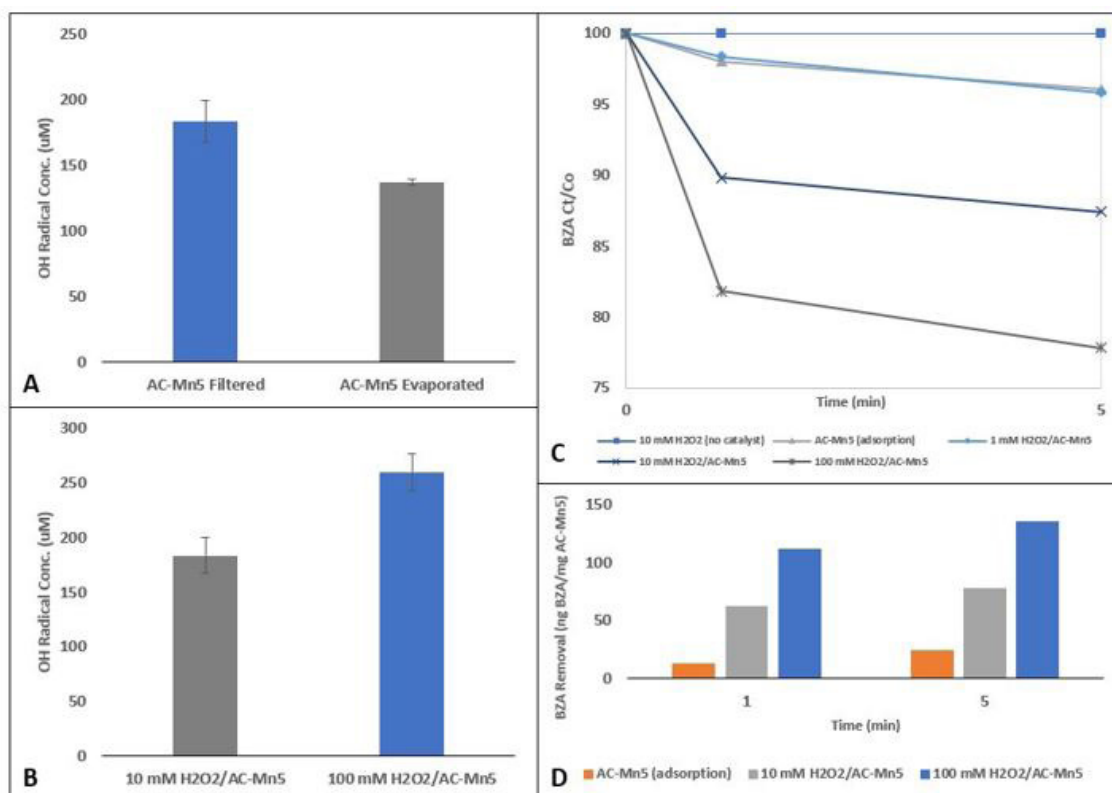 250
200
150
100
50
0
OH Radical Conc. (uM)
AC-Mn5 Filtered
AC-Mn5 Evaporated
A
300
250
200
150
100
50
0
OH Radical Conc. (uM)
10 mM H2O2/AC-Mn5
100 mM H2O2/AC-Mn5
B
100
95
90
85
80
75
BZA Ct/Co
0
Time (min)
5
10 mM H2O2 (no catalyst)
AC-Mn5 (adsorption)
1 mM H2O2/AC-Mn5
10 mM H2O2/AC-Mn5
100 mM H2O2/AC-Mn5
C
150
100
50
0
BZA Removal (ng BZA/mg AC-Mn5]
1
5
Time (min)
AC-Mn5 (adsorption)
10 mM H2O2/AC-Mn5
100 mM H2O2/AC-Mn5
D